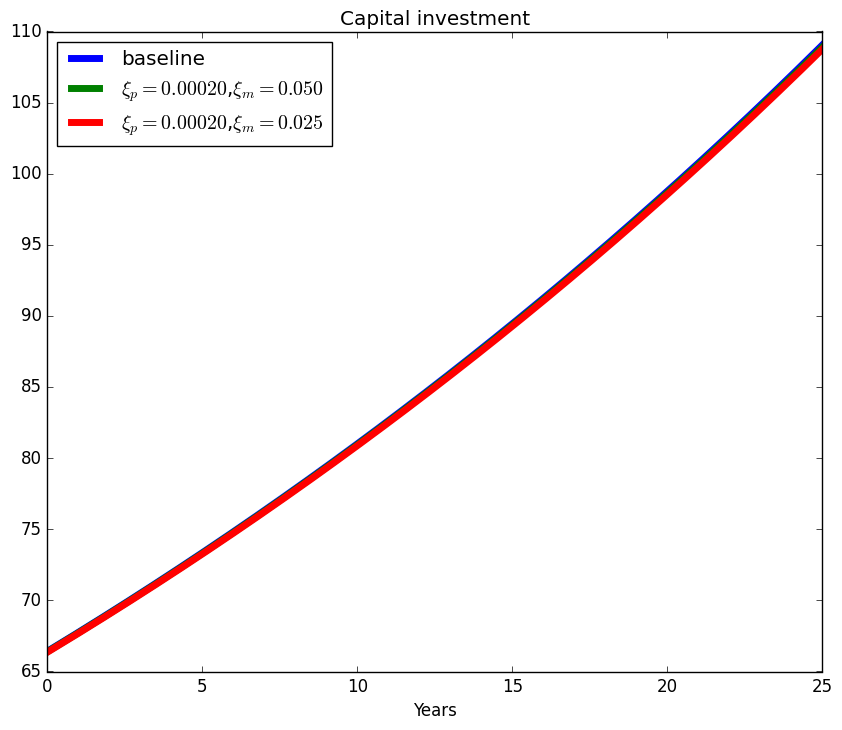 Capital investment
110
105
100
95
90
85
80
75
70
65
baseline
ξₚ = 0.00020,ξₘ = 0.050
ξₚ = 0.00020,ξₘ = 0.025
0 5 10 15 20 25
Years